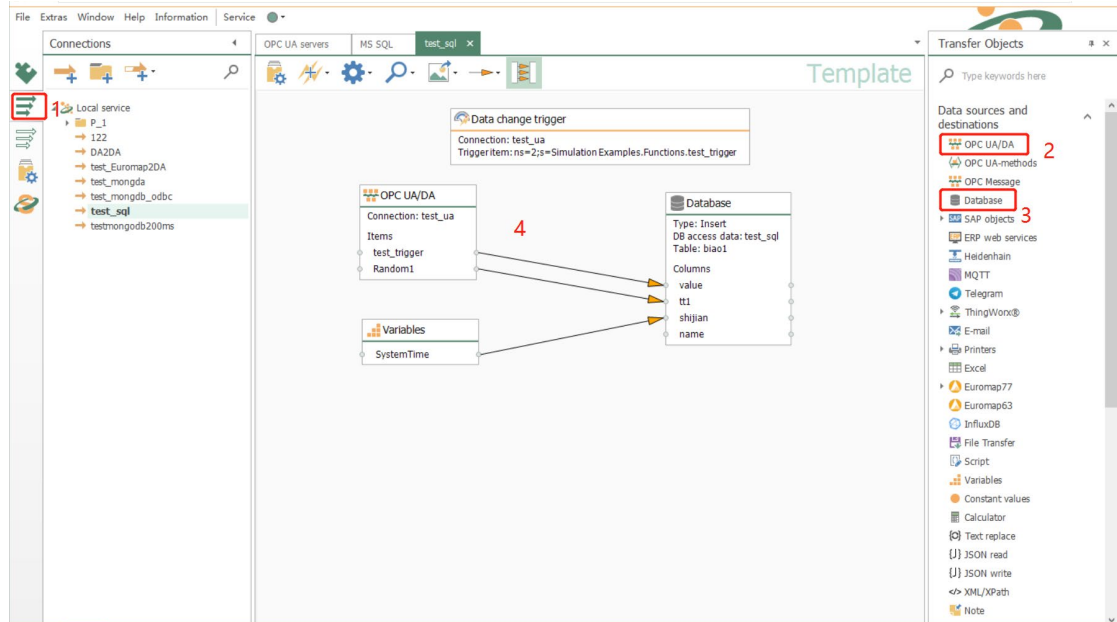 File Extras Window Help Information Service
Connections
OPC UA servers MS SQL test_sql
Transfer Objects
Template
Type keywords here
1
Local service
P_1
122
DA2DA
test_Euromap2DA
test_mongda
test_mongdb_odbc
test_sql
testmongodb200ms
Data change trigger
Connection: test_ua
TriggerItem: ns=2;s=Simulation Examples.Functions.test_trigger
OPC UA/DA
Connection: test_ua
Items
test_trigger
Random1
4
Database
Type: Insert
DB access data: test_sql
Table: biao1
Columns
value
tt1
shijian
name
Variables
SystemTime
Data sources and
destinations
OPC UA/DA
2
OPC UA-methods
OPC Message
Database
3
SAP SAP objects
ERP web services
Heidenhain
MQTT
Telegram
ThingWorx®
E-mail
Printers
Excel
Euromap77
Euromap63
InfluxDB
File Transfer
Script
Variables
Constant values
Calculator
Text replace
{J} JSON read
{J} JSON write
</> XML/XPath
Note